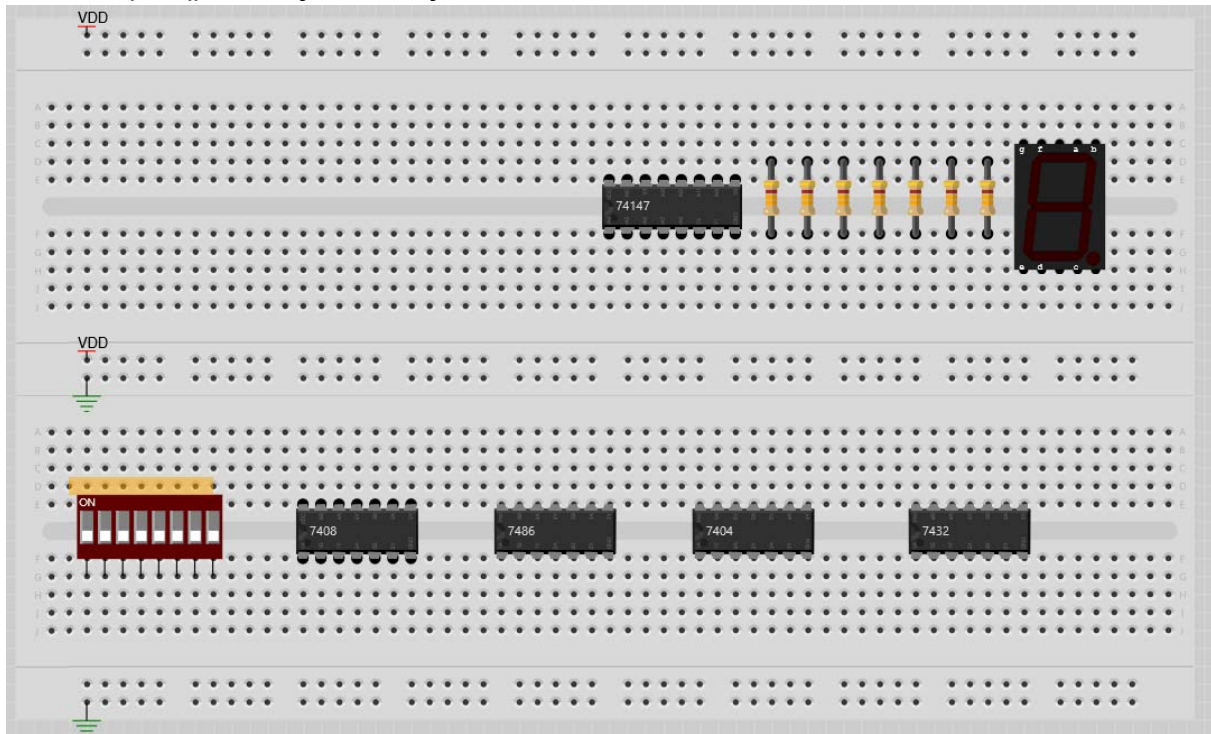 VDD
A A
B B
C C
g f a b
D D
E E
74147
F F
G G
e d c
H H
I I
J J
VDD
A A
B B
C C
D D
E E
ON
7408
7486
7404
7432
F F
G G
H H
I I
J J